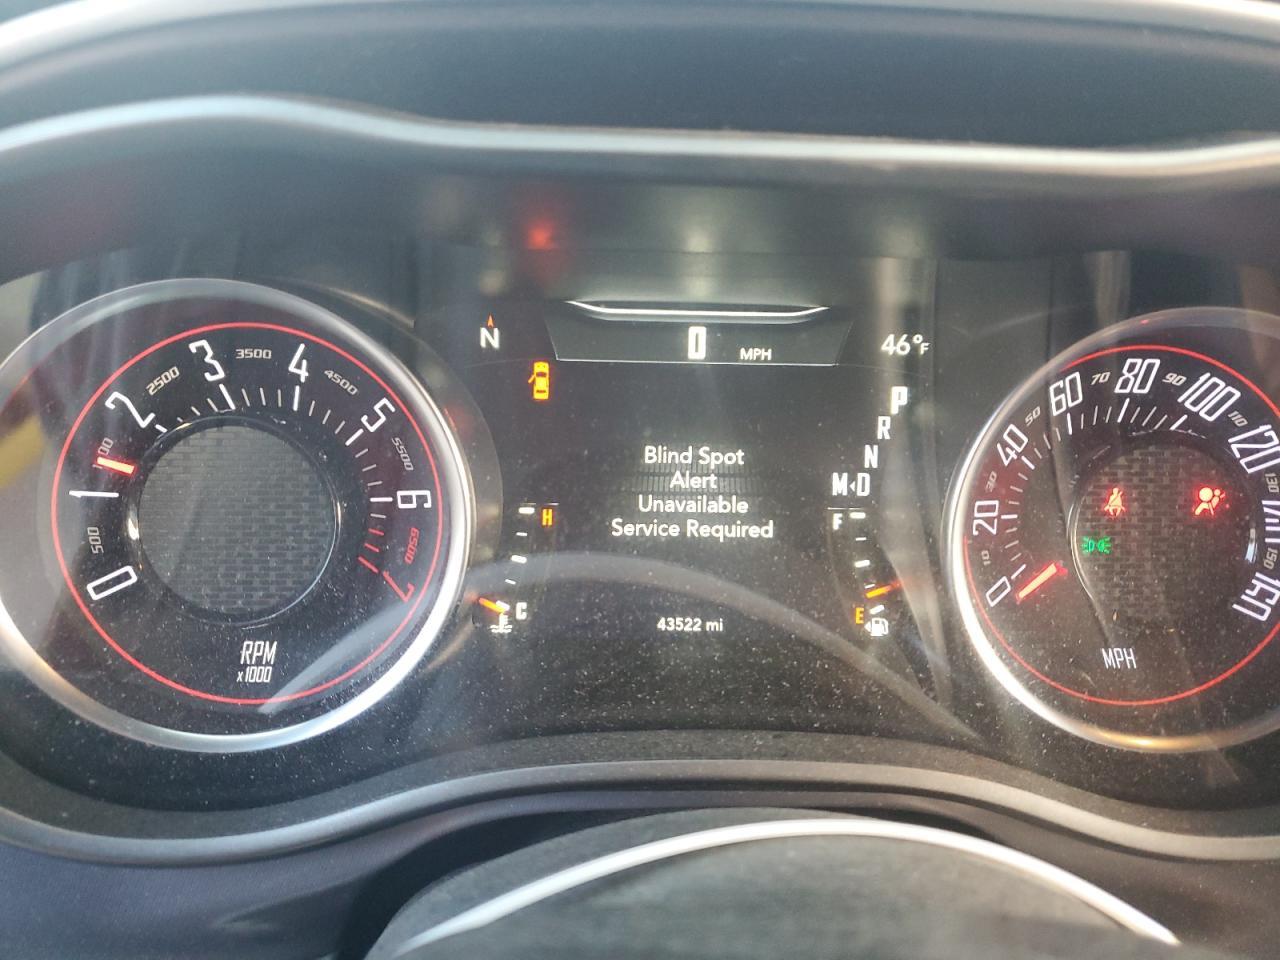 0
500
1
2
2500
3
3500
4
4500
5
5500
6
6500
7
RPM
x1000
N
0 MPH
46°F
P
R
N
M‹D
Blind Spot
Alert
Unavailable
Service Required
H
C
F
E
43522 mi
0
10
20
30
40
50
60
70
80
90
100
110
120
130
150
160
MPH